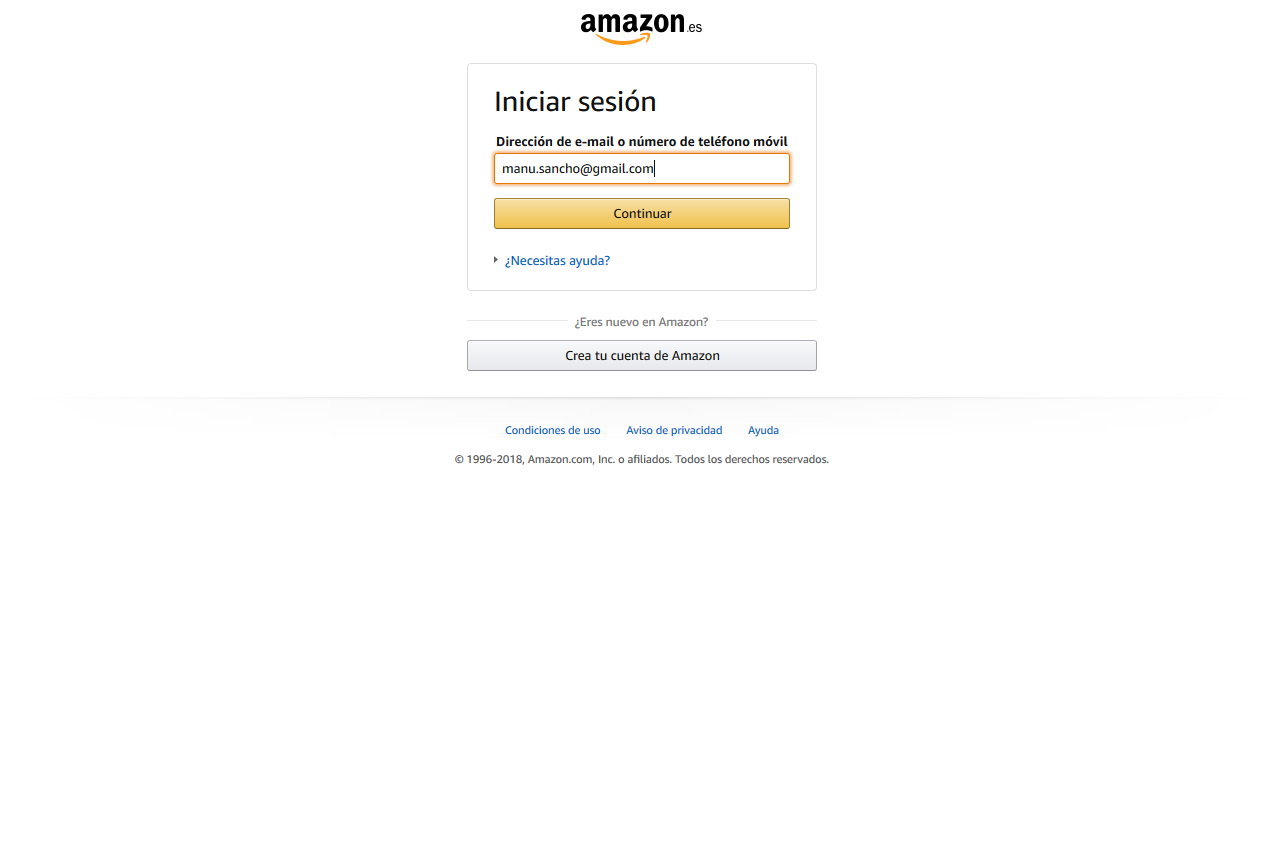 amazon.es
Iniciar sesión
Dirección de e-mail o número de teléfono móvil
manu.sancho@gmail.com
Continuar
¿Necesitas ayuda?
¿Eres nuevo en Amazon?
Crea tu cuenta de Amazon
Condiciones de uso Aviso de privacidad Ayuda
© 1996-2018, Amazon.com, Inc. o afiliados. Todos los derechos reservados.